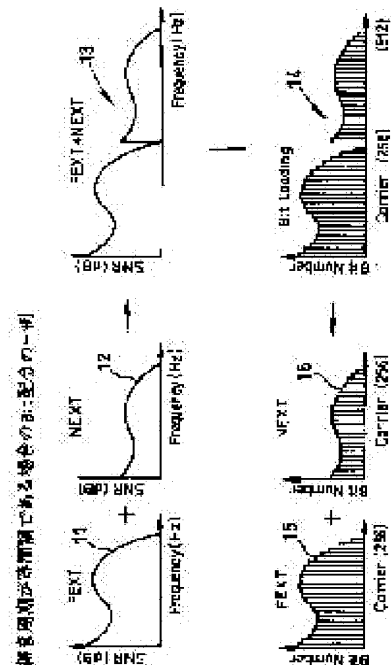 FEXT
11
SNR(dB)
Frequency(Hz)
+
NEXT
12
SNR(dB)
Frequency(Hz)
FEXT+NEXT
13
SNR(dB)
Frequency(Hz)
FEXT
15
Bit Number
Carrier (256)
+
NEXT
16
Bit Number
Carrier (256)
Bit Loading
14
Bit Number
Carrier (256)
(512)